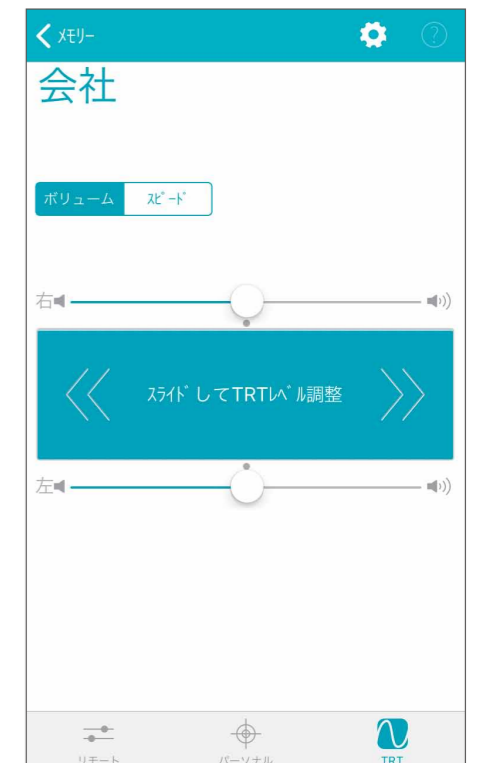 ﾒﾓﾘｰ
会社
ボリューム ｽﾋﾟｰﾄﾞ
右
ｽﾗｲﾄﾞしてTRTﾚﾍﾞﾙ調整
左
リモート パーソナル TRT